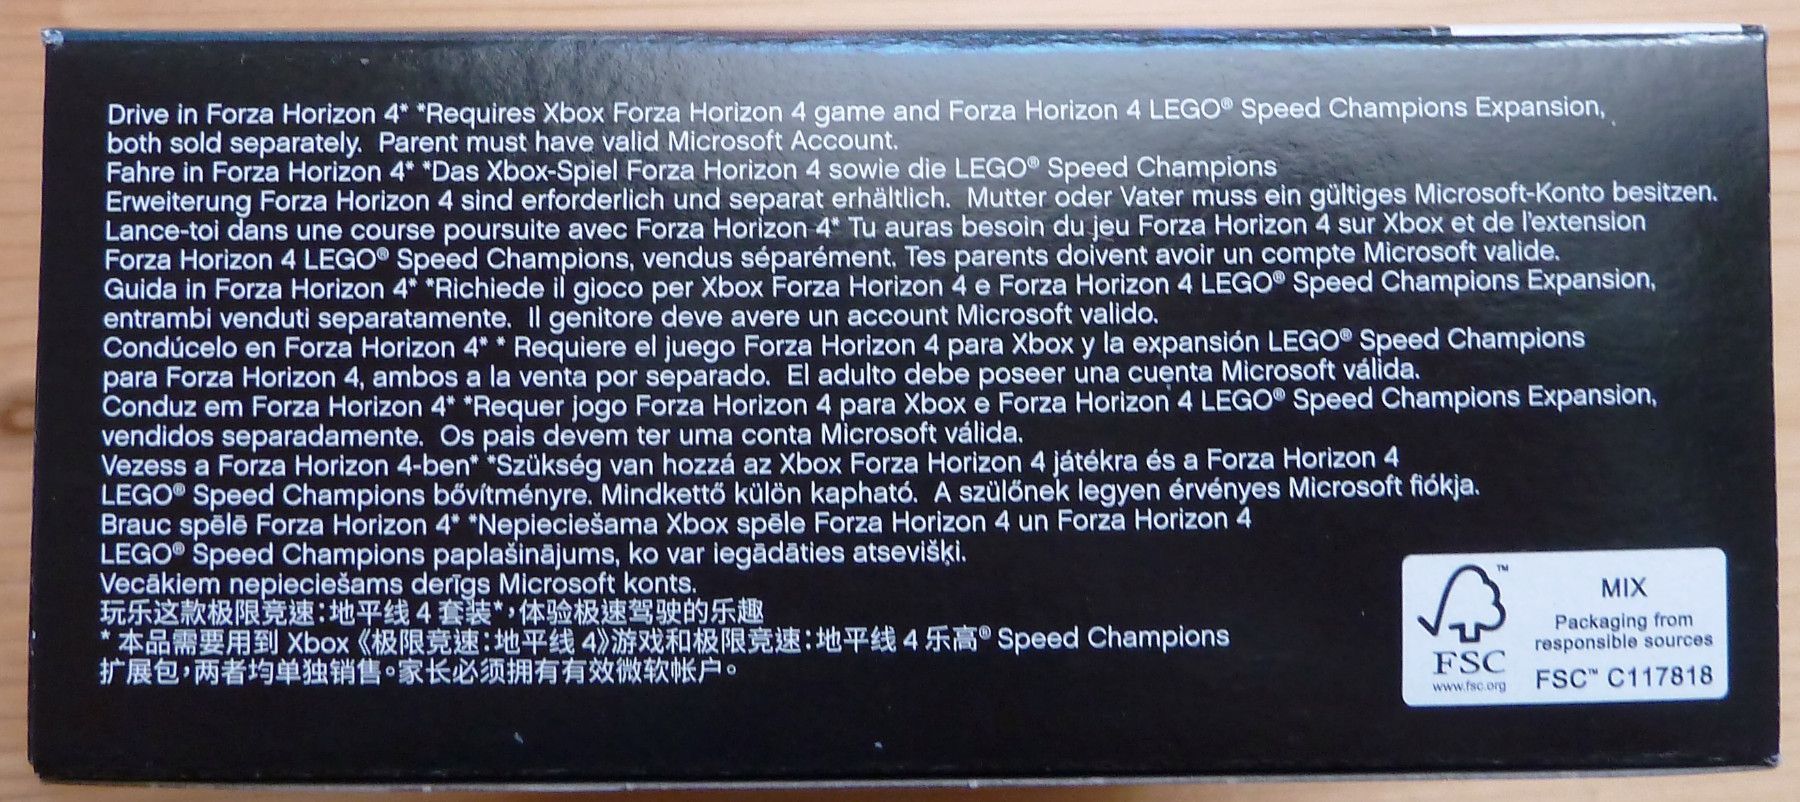 Drive in Forza Horizon 4* *Requires Xbox Forza Horizon 4 game and Forza Horizon 4 LEGO® Speed Champions Expansion,
both sold separately. Parent must have valid Microsoft Account.
Fahre in Forza Horizon 4* *Das Xbox-Spiel Forza Horizon 4 sowie die LEGO® Speed Champions
Erweiterung Forza Horizon 4 sind erforderlich und separat erhältlich. Mutter oder Vater muss ein gültiges Microsoft-Konto besitzen.
Lance-toi dans une course poursuite avec Forza Horizon 4* Tu auras besoin du jeu Forza Horizon 4 sur Xbox et de l'extension
Forza Horizon 4 LEGO® Speed Champions, vendus séparément. Tes parents doivent avoir un compte Microsoft valide.
Guida in Forza Horizon 4* *Richiede il gioco per Xbox Forza Horizon 4 e Forza Horizon 4 LEGO® Speed Champions Expansion,
entrambi venduti separatamente. Il genitore deve avere un account Microsoft valido.
Condúcelo en Forza Horizon 4* * Requiere el juego Forza Horizon 4 para Xbox y la expansión LEGO® Speed Champions
para Forza Horizon 4, ambos a la venta por separado. El adulto debe poseer una cuenta Microsoft válida.
Conduz em Forza Horizon 4* *Requer jogo Forza Horizon 4 para Xbox e Forza Horizon 4 LEGO® Speed Champions Expansion,
vendidos separadamente. Os pais devem ter uma conta Microsoft válida.
Vezess a Forza Horizon 4-ben* *Szükség van hozzá az Xbox Forza Horizon 4 játékra és a Forza Horizon 4
LEGO® Speed Champions bővítményre. Mindkettő külön kapható. A szülőnek legyen érvényes Microsoft fiókja.
Brauc spēlē Forza Horizon 4* *Nepieciešama Xbox spēle Forza Horizon 4 un Forza Horizon 4
LEGO® Speed Champions paplašinājums, ko var iegādāties atsevišķi.
Vecākiem nepieciešams derīgs Microsoft konts.
玩乐这款极限竞速:地平线 4 套装*,体验极速驾驶的乐趣
* 本品需要用到 Xbox《极限竞速:地平线 4》游戏和极限竞速:地平线 4 乐高® Speed Champions
扩展包,两者均单独销售。家长必须拥有有效微软帐户。
MIX
Packaging from
responsible sources
FSC™ C117818
™
FSC
www.fsc.org